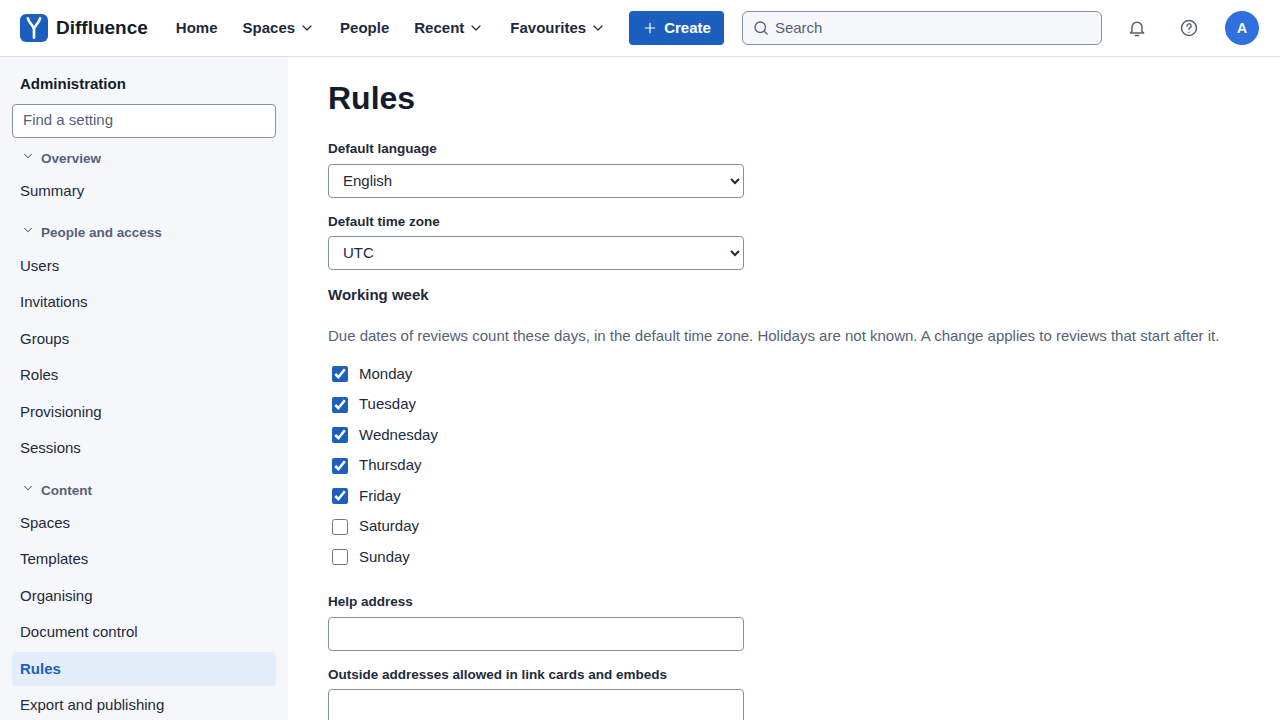 Diffluence Home Spaces People Recent Favourites Create Search A
Administration
Find a setting
Overview
Summary
People and access
Users
Invitations
Groups
Roles
Provisioning
Sessions
Content
Spaces
Templates
Organising
Document control
Rules
Export and publishing
Rules
Default language
English
Default time zone
UTC
Working week
Due dates of reviews count these days, in the default time zone. Holidays are not known. A change applies to reviews that start after it.
Monday
Tuesday
Wednesday
Thursday
Friday
Saturday
Sunday
Help address
Outside addresses allowed in link cards and embeds